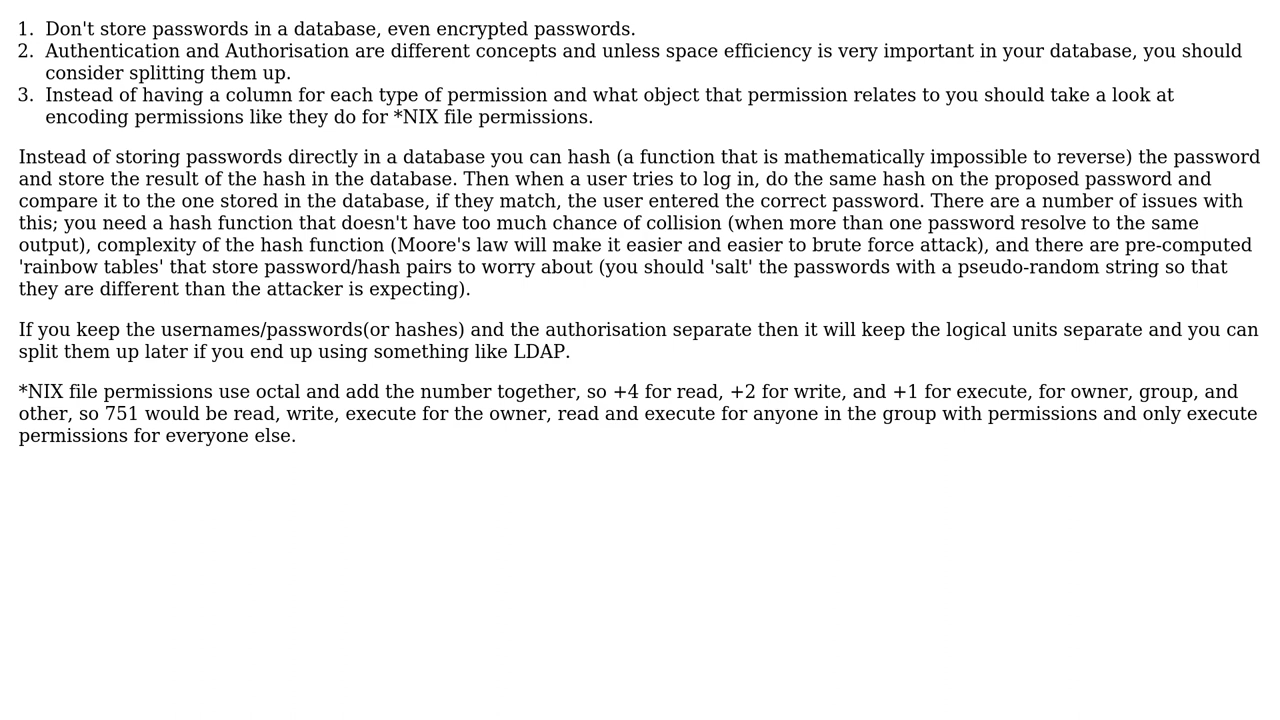 1. Don't store passwords in a database, even encrypted passwords.
2. Authentication and Authorisation are different concepts and unless space efficiency is very important in your database, you should
consider splitting them up.
3. Instead of having a column for each type of permission and what object that permission relates to you should take a look at
encoding permissions like they do for *NIX file permissions.
Instead of storing passwords directly in a database you can hash (a function that is mathematically impossible to reverse) the password
and store the result of the hash in the database. Then when a user tries to log in, do the same hash on the proposed password and
compare it to the one stored in the database, if they match, the user entered the correct password. There are a number of issues with
this; you need a hash function that doesn't have too much chance of collision (when more than one password resolve to the same
output), complexity of the hash function (Moore's law will make it easier and easier to brute force attack), and there are pre-computed
'rainbow tables' that store password/hash pairs to worry about (you should 'salt' the passwords with a pseudo-random string so that
they are different than the attacker is expecting).
If you keep the usernames/passwords(or hashes) and the authorisation separate then it will keep the logical units separate and you can
split them up later if you end up using something like LDAP.
*NIX file permissions use octal and add the number together, so +4 for read, +2 for write, and +1 for execute, for owner, group, and
other, so 751 would be read, write, execute for the owner, read and execute for anyone in the group with permissions and only execute
permissions for everyone else.